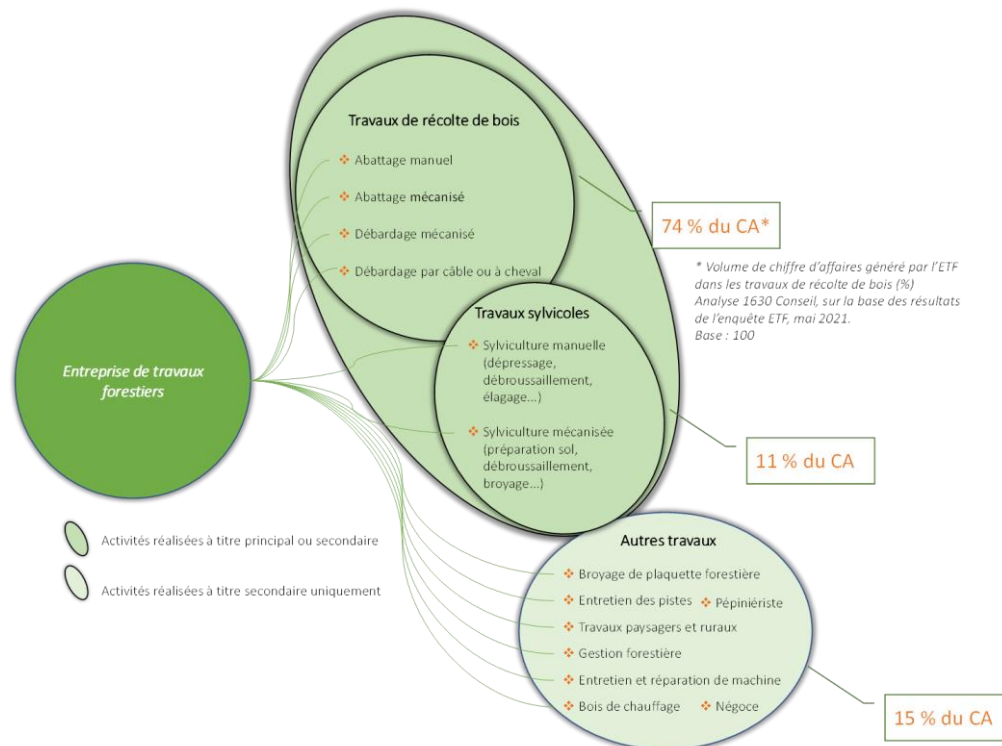 Travaux de récolte de bois
❖ Abattage manuel
❖ Abattage mécanisé
❖ Débardage mécanisé
❖ Débardage par câble ou à cheval
74 % du CA*
* Volume de chiffre d'affaires généré par l'ETF
dans les travaux de récolte de bois (%)
Analyse 1630 Conseil, sur la base des résultats
de l'enquête ETF, mai 2021.
Base : 100
Travaux sylvicoles
❖ Sylviculture manuelle
(dépressage,
débroussaillement,
élagage...)
❖ Sylviculture mécanisée
(préparation sol,
débroussaillement,
broyage...)
11 % du CA
Entreprise de travaux
forestiers
Activités réalisées à titre principal ou secondaire
Activités réalisées à titre secondaire uniquement
Autres travaux
❖ Broyage de plaquette forestière
❖ Entretien des pistes ❖ Pépiniériste
❖ Travaux paysagers et ruraux
❖ Gestion forestière
❖ Entretien et réparation de machine
❖ Bois de chauffage ❖ Négoce
15 % du CA